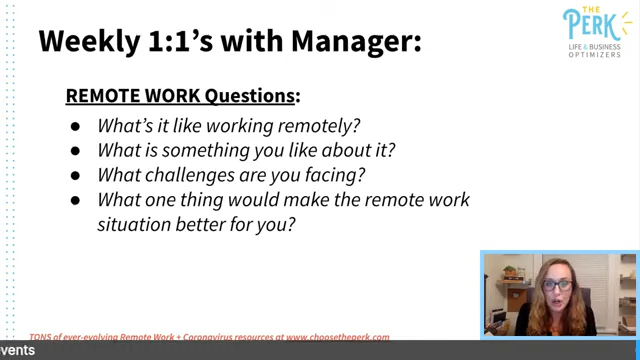 THE
PERK
LIFE & BUSINESS
OPTIMIZERS
Weekly 1:1's with Manager:
REMOTE WORK Questions:
● What's it like working remotely?
● What is something you like about it?
● What challenges are you facing?
● What one thing would make the remote work
situation better for you?
TONS of ever-evolving Remote Work + Coronavirus resources at www.choosetheperk.com
vents